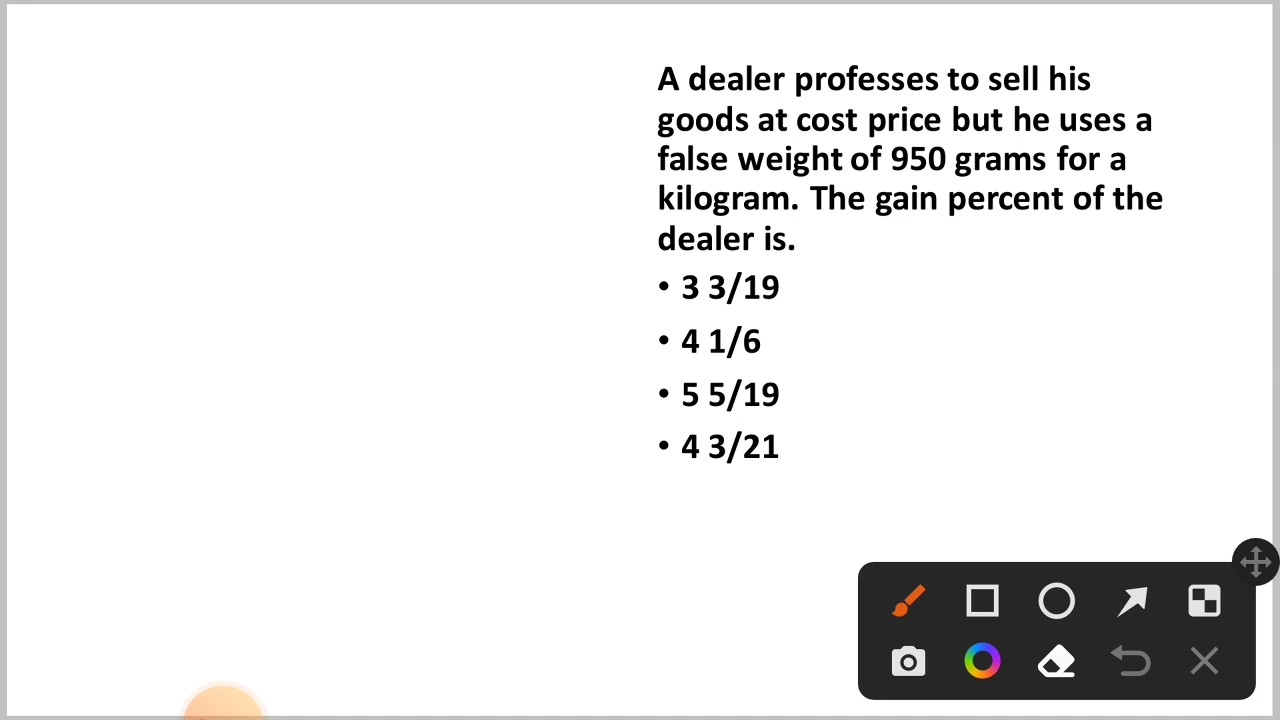 A dealer professes to sell his
goods at cost price but he uses a
false weight of 950 grams for a
kilogram. The gain percent of the
dealer is.
• 3 3/19
• 4 1/6
• 5 5/19
• 4 3/21